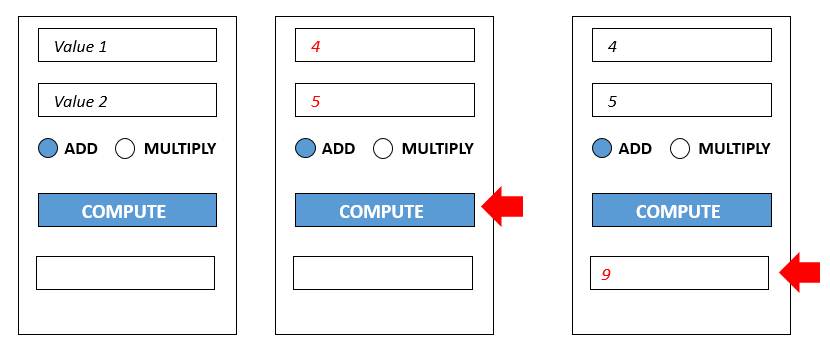 Value 1
Value 2
ADD MULTIPLY
COMPUTE
4
5
ADD MULTIPLY
COMPUTE
4
5
ADD MULTIPLY
COMPUTE
9